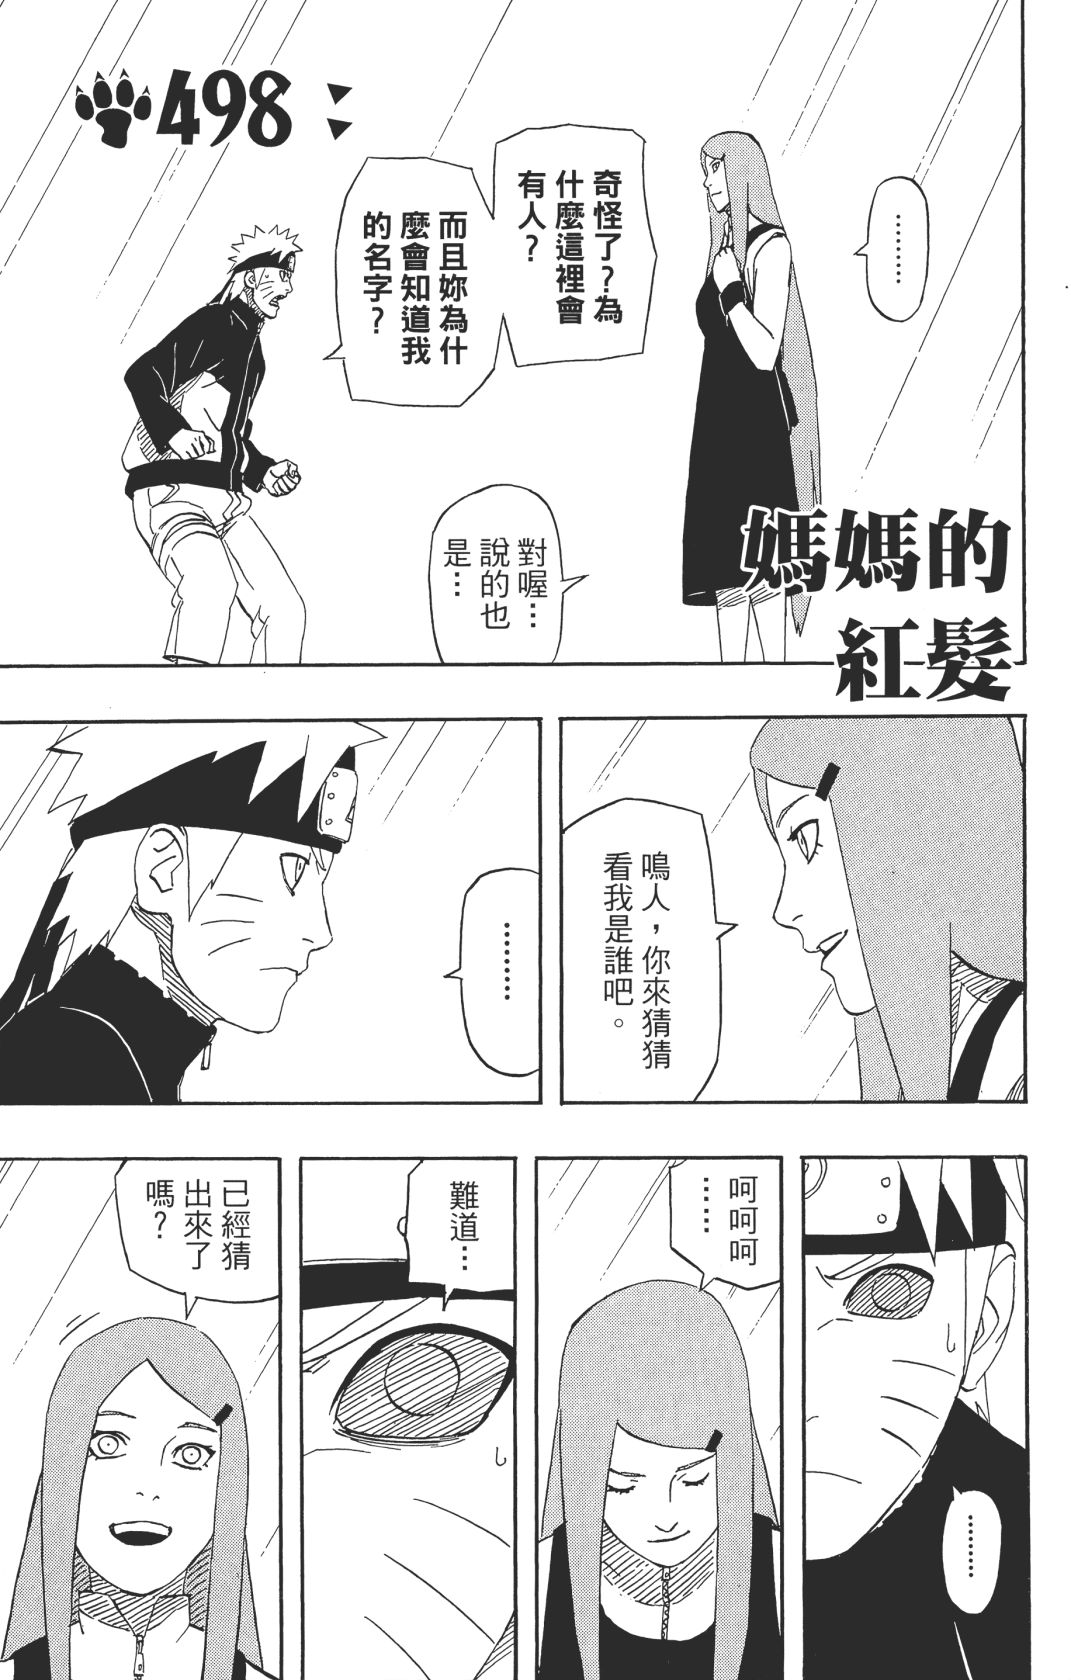 498：
媽媽的
紅髮
………
奇怪了？為
什麼這裡會
有人？
而且妳為什
麼會知道我
的名字？
對喔…
說的也
是…
鳴人，你來猜猜
看我是誰吧。
………
………
呵呵呵
……
難道…
已經猜
出來了
嗎？